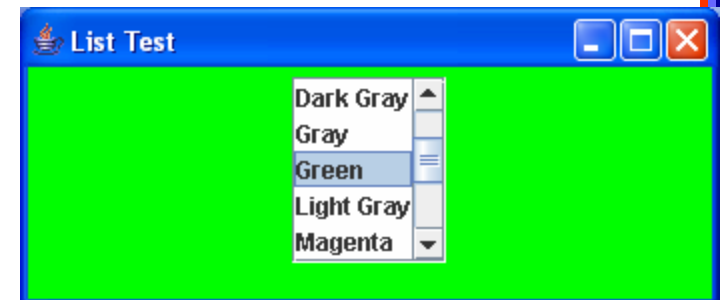 List Test
Dark Gray
Gray
Green
Light Gray
Magenta